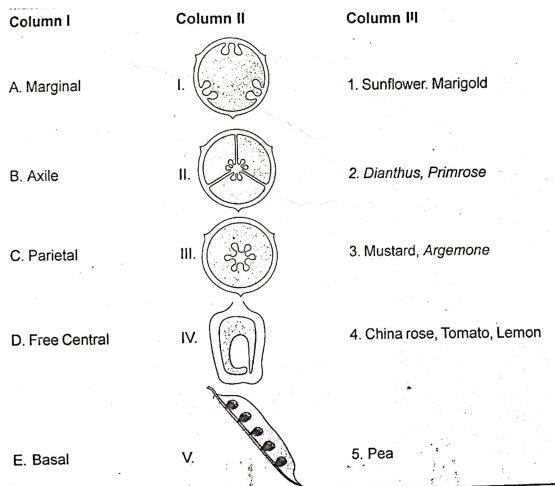 Column I Column II Column III
A. Marginal I. 1. Sunflower. Marigold
B. Axile II. 2. Dianthus, Primrose
C. Parietal III. 3. Mustard, Argemone
D. Free Central IV. 4. China rose, Tomato, Lemon
E. Basal V. 5. Pea